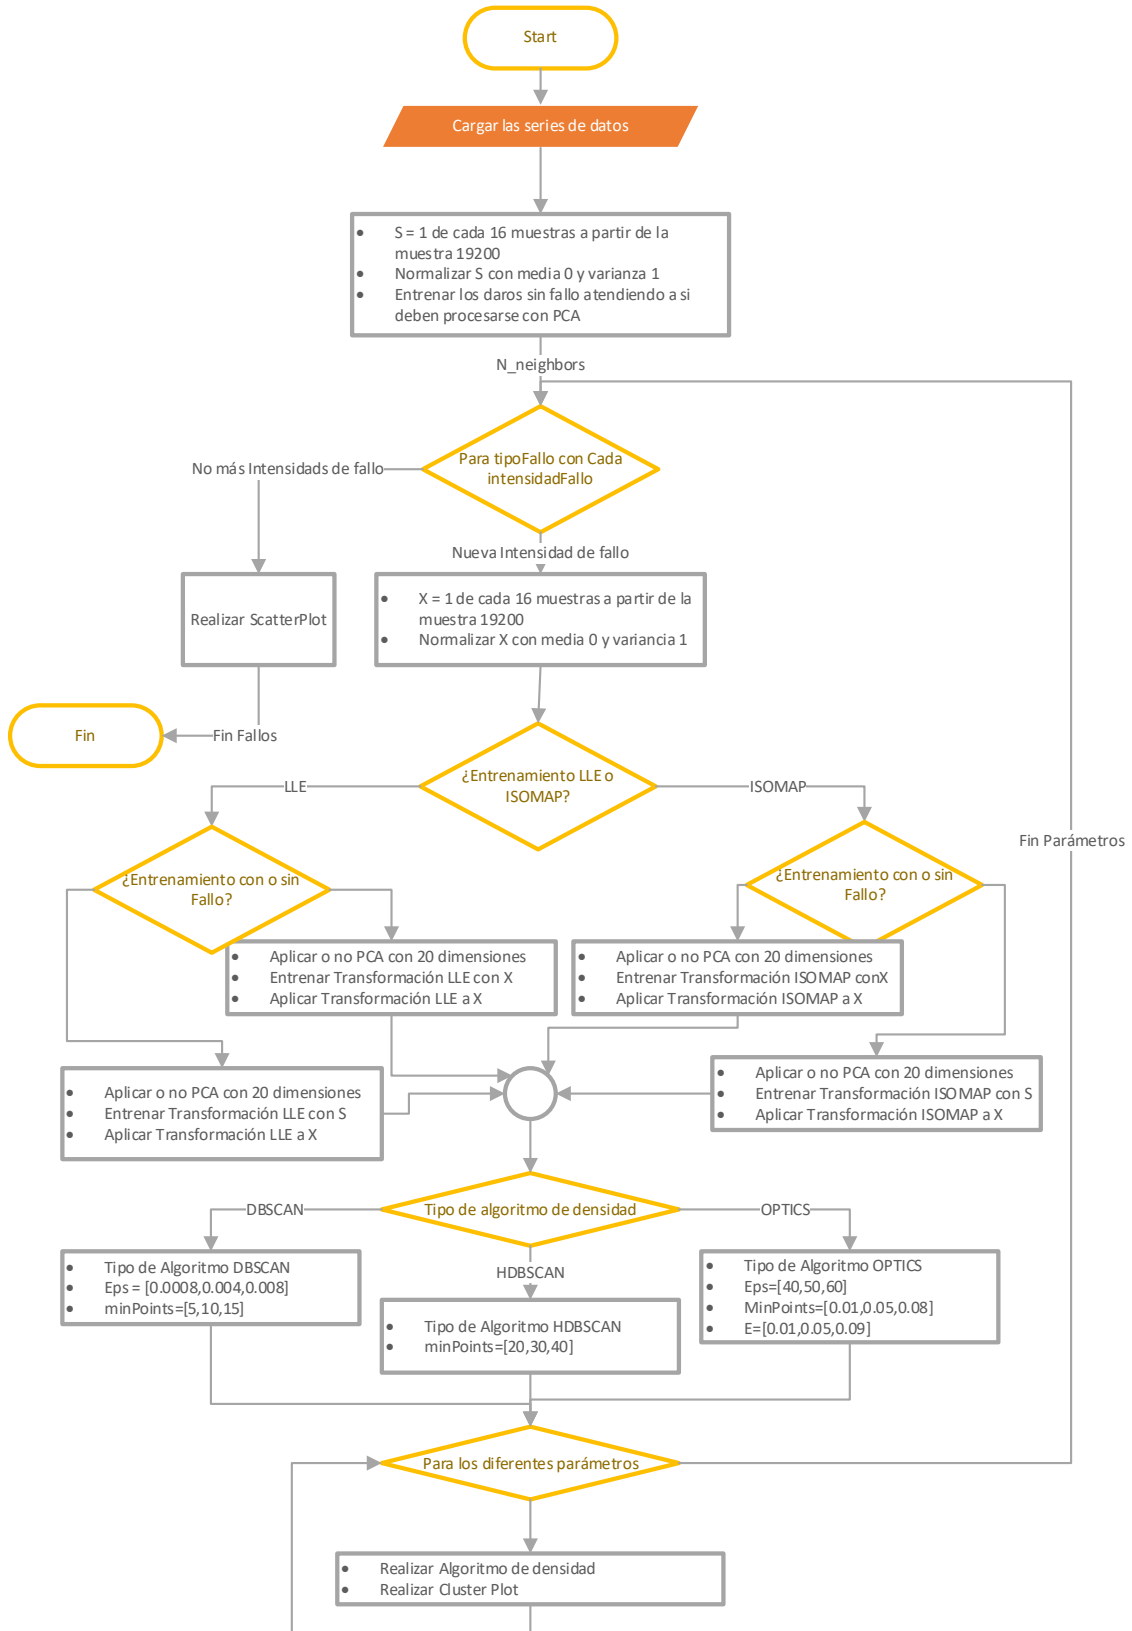 Start
Cargar las series de datos
• S = 1 de cada 16 muestras a partir de la
muestra 19200
• Normalizar S con media 0 y varianza 1
• Entrenar los daros sin fallo atendiendo a si
deben procesarse con PCA
N_neighbors
Para tipoFallo con Cada
intensidadFallo
No más Intensidads de fallo
Nueva Intensidad de fallo
Realizar ScatterPlot
• X = 1 de cada 16 muestras a partir de la
muestra 19200
• Normalizar X con media 0 y variancia 1
Fin
Fin Fallos
¿Entrenamiento LLE o
ISOMAP?
LLE
ISOMAP
Fin Parámetros
¿Entrenamiento con o sin
Fallo?
¿Entrenamiento con o sin
Fallo?
• Aplicar o no PCA con 20 dimensiones
• Entrenar Transformación LLE con X
• Aplicar Transformación LLE a X
• Aplicar o no PCA con 20 dimensiones
• Entrenar Transformación ISOMAP conX
• Aplicar Transformación ISOMAP a X
• Aplicar o no PCA con 20 dimensiones
• Entrenar Transformación LLE con S
• Aplicar Transformación LLE a X
• Aplicar o no PCA con 20 dimensiones
• Entrenar Transformación ISOMAP con S
• Aplicar Transformación ISOMAP a X
Tipo de algoritmo de densidad
DBSCAN
OPTICS
HDBSCAN
• Tipo de Algoritmo DBSCAN
• Eps = [0.0008,0.004,0.008]
• minPoints=[5,10,15]
• Tipo de Algoritmo HDBSCAN
• minPoints=[20,30,40]
• Tipo de Algoritmo OPTICS
• Eps=[40,50,60]
• MinPoints=[0.01,0.05,0.08]
• E=[0.01,0.05,0.09]
Para los diferentes parámetros
• Realizar Algoritmo de densidad
• Realizar Cluster Plot